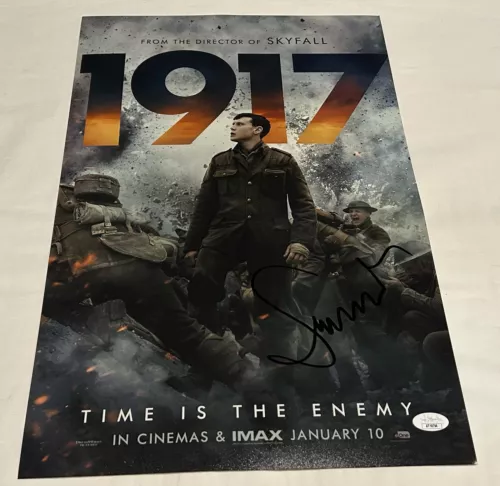 FROM THE DIRECTOR OF SKYFALL
1917
TIME IS THE ENEMY
IN CINEMAS & IMAX JANUARY 10